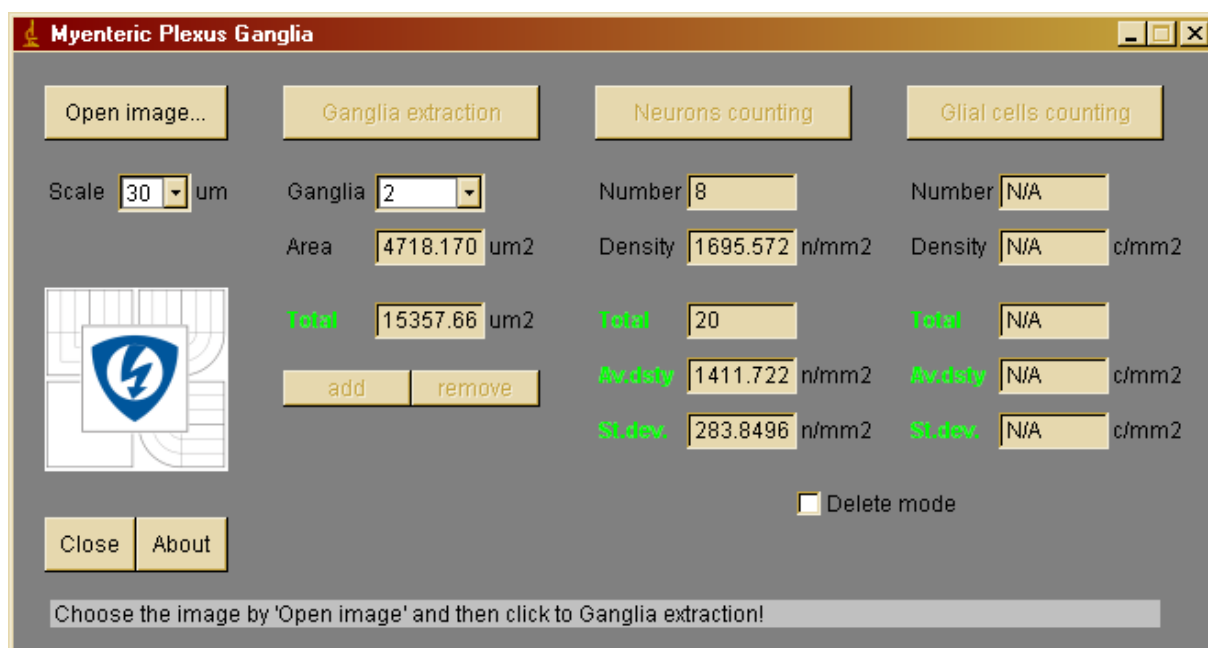 Myenteric Plexus Ganglia
Open image... Ganglia extraction Neurons counting Glial cells counting
Scale 30 um Ganglia 2 Number 8 Number N/A
Area 4718.170 um2 Density 1695.572 n/mm2 Density N/A c/mm2
Total 15357.66 um2 Total 20 Total N/A
add remove Av.dsty 1411.722 n/mm2 Av.dsty N/A c/mm2
St.dev. 283.8496 n/mm2 St.dev. N/A c/mm2
Delete mode
Close About
Choose the image by 'Open image' and then click to Ganglia extraction!